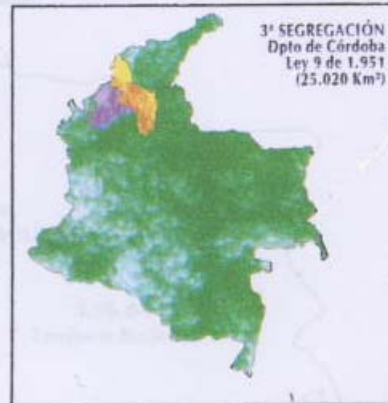 3ª SEGREGACIÓN
Dpto de Córdoba
Ley 9 de 1.951
(25.020 Km²)